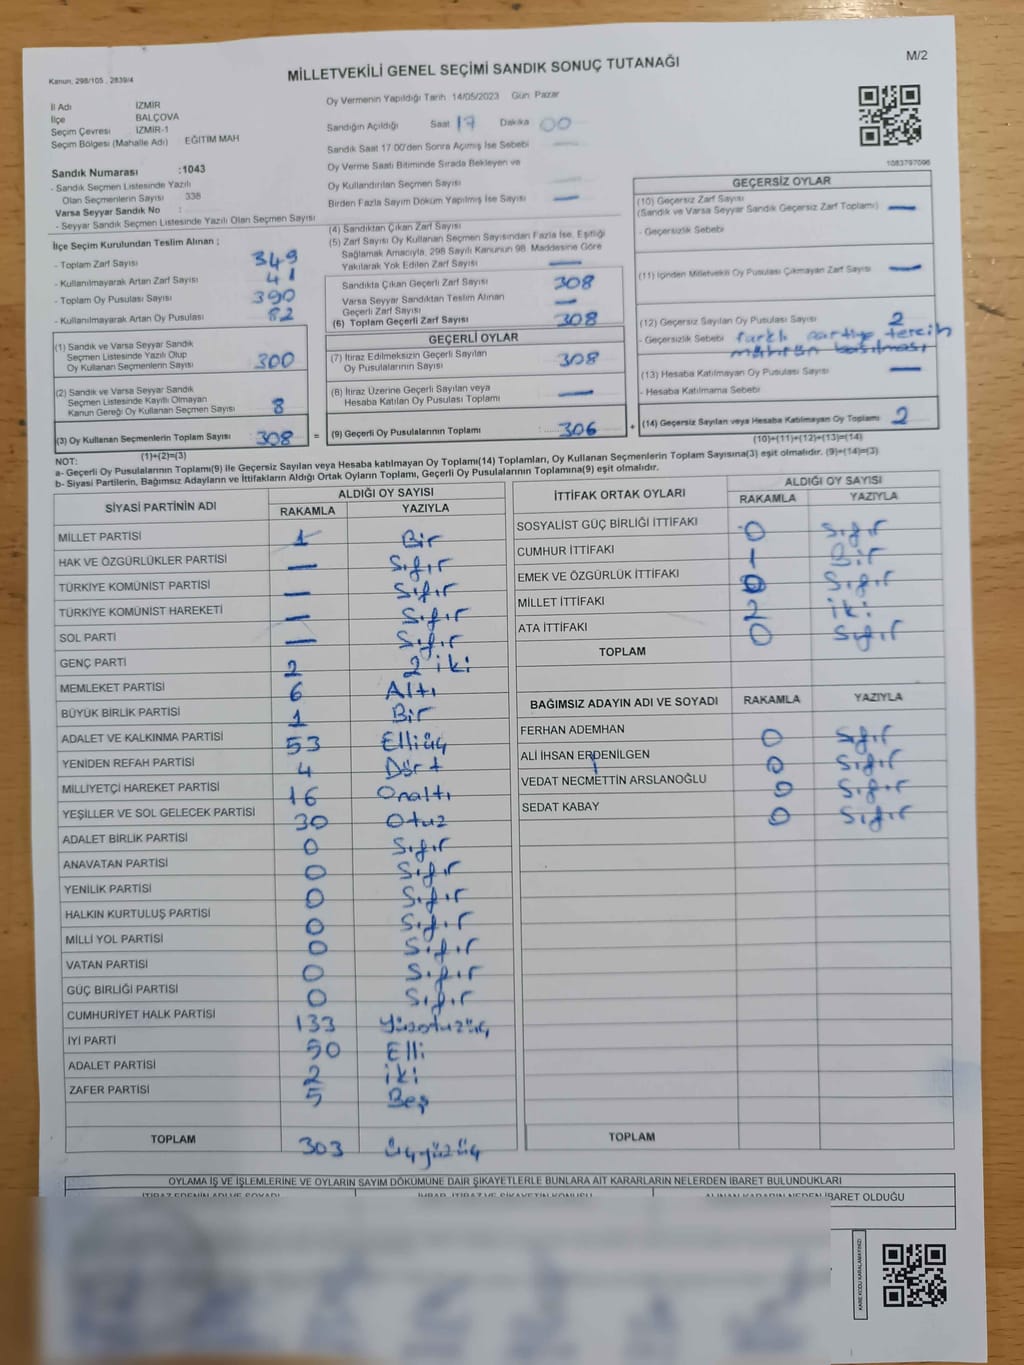 Kanun, 298/105 , 2839/4
MİLLETVEKİLİ GENEL SEÇİMİ SANDIK SONUÇ TUTANAĞI
M/2
İl Adı İZMİR
İlçe BALÇOVA
Seçim Çevresi : İZMİR-1
Seçim Bölgesi (Mahalle Adı) EĞİTİM MAH
Sandık Numarası :1043
- Sandık Seçmen Listesinde Yazılı
Olan Seçmenlerin Sayısı 338
Varsa Seyyar Sandık No :
- Seyyar Sandık Seçmen Listesinde Yazılı Olan Seçmen Sayısı
İlçe Seçim Kurulundan Teslim Alınan ;
- Toplam Zarf Sayısı 349
- Kullanılmayarak Artan Zarf Sayısı 41
- Toplam Oy Pusulası Sayısı 390
- Kullanılmayarak Artan Oy Pusulası 82
Oy Vermenin Yapıldığı Tarih 14/05/2023 Gün: Pazar
Sandığın Açıldığı Saat 17 Dakika 00
Sandık Saat 17.00'den Sonra Açımış İse Sebebi —
Oy Verme Saati Bitiminde Sırada Bekleyen ve
Oy Kullandırılan Seçmen Sayısı —
Birden Fazla Sayım Döküm Yapılmış İse Sayısı —
(4) Sandıktan Çıkan Zarf Sayısı
(5) Zarf Sayısı Oy Kullanan Seçmen Sayısından Fazla İse, Eşitliği
Sağlamak Amacıyla, 298 Sayılı Kanunun 98. Maddesine Göre
Yakılarak Yok Edilen Zarf Sayısı —
Sandıkta Çıkan Geçerli Zarf Sayısı 308
Varsa Seyyar Sandıktan Teslim Alınan
Geçerli Zarf Sayısı —
(6) Toplam Geçerli Zarf Sayısı 308
1083797096
GEÇERSİZ OYLAR
(10) Geçersiz Zarf Sayısı —
(Sandık ve Varsa Seyyar Sandık Geçersiz Zarf Toplamı)
- Geçersizlik Sebebi
(11) İçinden Milletvekili Oy Pusulası Çıkmayan Zarf Sayısı —
(12) Geçersiz Sayılan Oy Pusulası Sayısı 2
- Geçersizlik Sebebi farklı partiye tercih
mührün basılması
(13) Hesaba Katılmayan Oy Pusulası Sayısı —
- Hesaba Katılmama Sebebi
(14) Geçersiz Sayılan veya Hesaba Katılmayan Oy Toplamı 2
(10)+(11)+(12)+(13)=(14)
(1) Sandık ve Varsa Seyyar Sandık
Seçmen Listesinde Yazılı Olup
Oy Kullanan Seçmenlerin Sayısı 300
(2) Sandık ve Varsa Seyyar Sandık
Seçmen Listesinde Kayıtlı Olmayan
Kanun Gereği Oy Kullanan Seçmen Sayısı 8
(3) Oy Kullanan Seçmenlerin Toplam Sayısı 308 =
(1)+(2)=(3)
GEÇERLİ OYLAR
(7) İtiraz Edilmeksizin Geçerli Sayılan
Oy Pusulalarının Sayısı 308
(8) İtiraz Üzerine Geçerli Sayılan veya
Hesaba Katılan Oy Pusulası Toplamı —
(9) Geçerli Oy Pusulalarının Toplamı : 306 +
NOT:
a- Geçerli Oy Pusulalarının Toplamı(9) ile Geçersiz Sayılan veya Hesaba katılmayan Oy Toplamı(14) Toplamları, Oy Kullanan Seçmenlerin Toplam Sayısına(3) eşit olmalıdır. (9)+(14)=(3)
b- Siyasi Partilerin, Bağımsız Adayların ve İttifakların Aldığı Ortak Oyların Toplamı, Geçerli Oy Pusulalarının Toplamına(9) eşit olmalıdır.
SİYASİ PARTİNİN ADI ALDIĞI OY SAYISI
RAKAMLA YAZIYLA
MİLLET PARTİSİ 1 Bir
HAK VE ÖZGÜRLÜKLER PARTİSİ — Sıfır
TÜRKİYE KOMÜNİST PARTİSİ — Sıfır
TÜRKİYE KOMÜNİST HAREKETİ — Sıfır
SOL PARTİ — Sıfır
GENÇ PARTİ 2 2 iki
MEMLEKET PARTİSİ 6 Altı
BÜYÜK BİRLİK PARTİSİ 1 Bir
ADALET VE KALKINMA PARTİSİ 53 Elliüç
YENİDEN REFAH PARTİSİ 4 Dört
MİLLİYETÇİ HAREKET PARTİSİ 16 Onaltı
YEŞİLLER VE SOL GELECEK PARTİSİ 30 Otuz
ADALET BİRLİK PARTİSİ 0 Sıfır
ANAVATAN PARTİSİ 0 Sıfır
YENİLİK PARTİSİ 0 Sıfır
HALKIN KURTULUŞ PARTİSİ 0 Sıfır
MİLLİ YOL PARTİSİ 0 Sıfır
VATAN PARTİSİ 0 Sıfır
GÜÇ BİRLİĞİ PARTİSİ 0 Sıfır
CUMHURİYET HALK PARTİSİ 133 Yüzotuzüç
İYİ PARTİ 50 Elli
ADALET PARTİSİ 2 iki
ZAFER PARTİSİ 5 Beş
TOPLAM 303 Üçyüzüç
İTTİFAK ORTAK OYLARI ALDIĞI OY SAYISI
RAKAMLA YAZIYLA
SOSYALİST GÜÇ BİRLİĞİ İTTİFAKI 0 Sıfır
CUMHUR İTTİFAKI 1 Bir
EMEK VE ÖZGÜRLÜK İTTİFAKI 0 Sıfır
MİLLET İTTİFAKI 2 iki
ATA İTTİFAKI 0 Sıfır
TOPLAM
BAĞIMSIZ ADAYIN ADI VE SOYADI RAKAMLA YAZIYLA
FERHAN ADEMHAN 0 Sıfır
ALİ İHSAN ERDENİLGEN 0 Sıfır
VEDAT NECMETTİN ARSLANOĞLU 0 Sıfır
SEDAT KABAY 0 Sıfır
TOPLAM
OYLAMA İŞ VE İŞLEMLERİNE VE OYLARIN SAYIM DÖKÜMÜNE DAİR ŞİKAYETLERLE BUNLARA AİT KARARLARIN NELERDEN İBARET BULUNDUKLARI
İTİRAZ EDENİN ADI VE SOYADI İHBAR, İTİRAZ VE ŞİKAYETİN KONUSU ALINAN KARARIN NEDEN İBARET OLDUĞU
KARE KODU KARALAMAYINIZ!